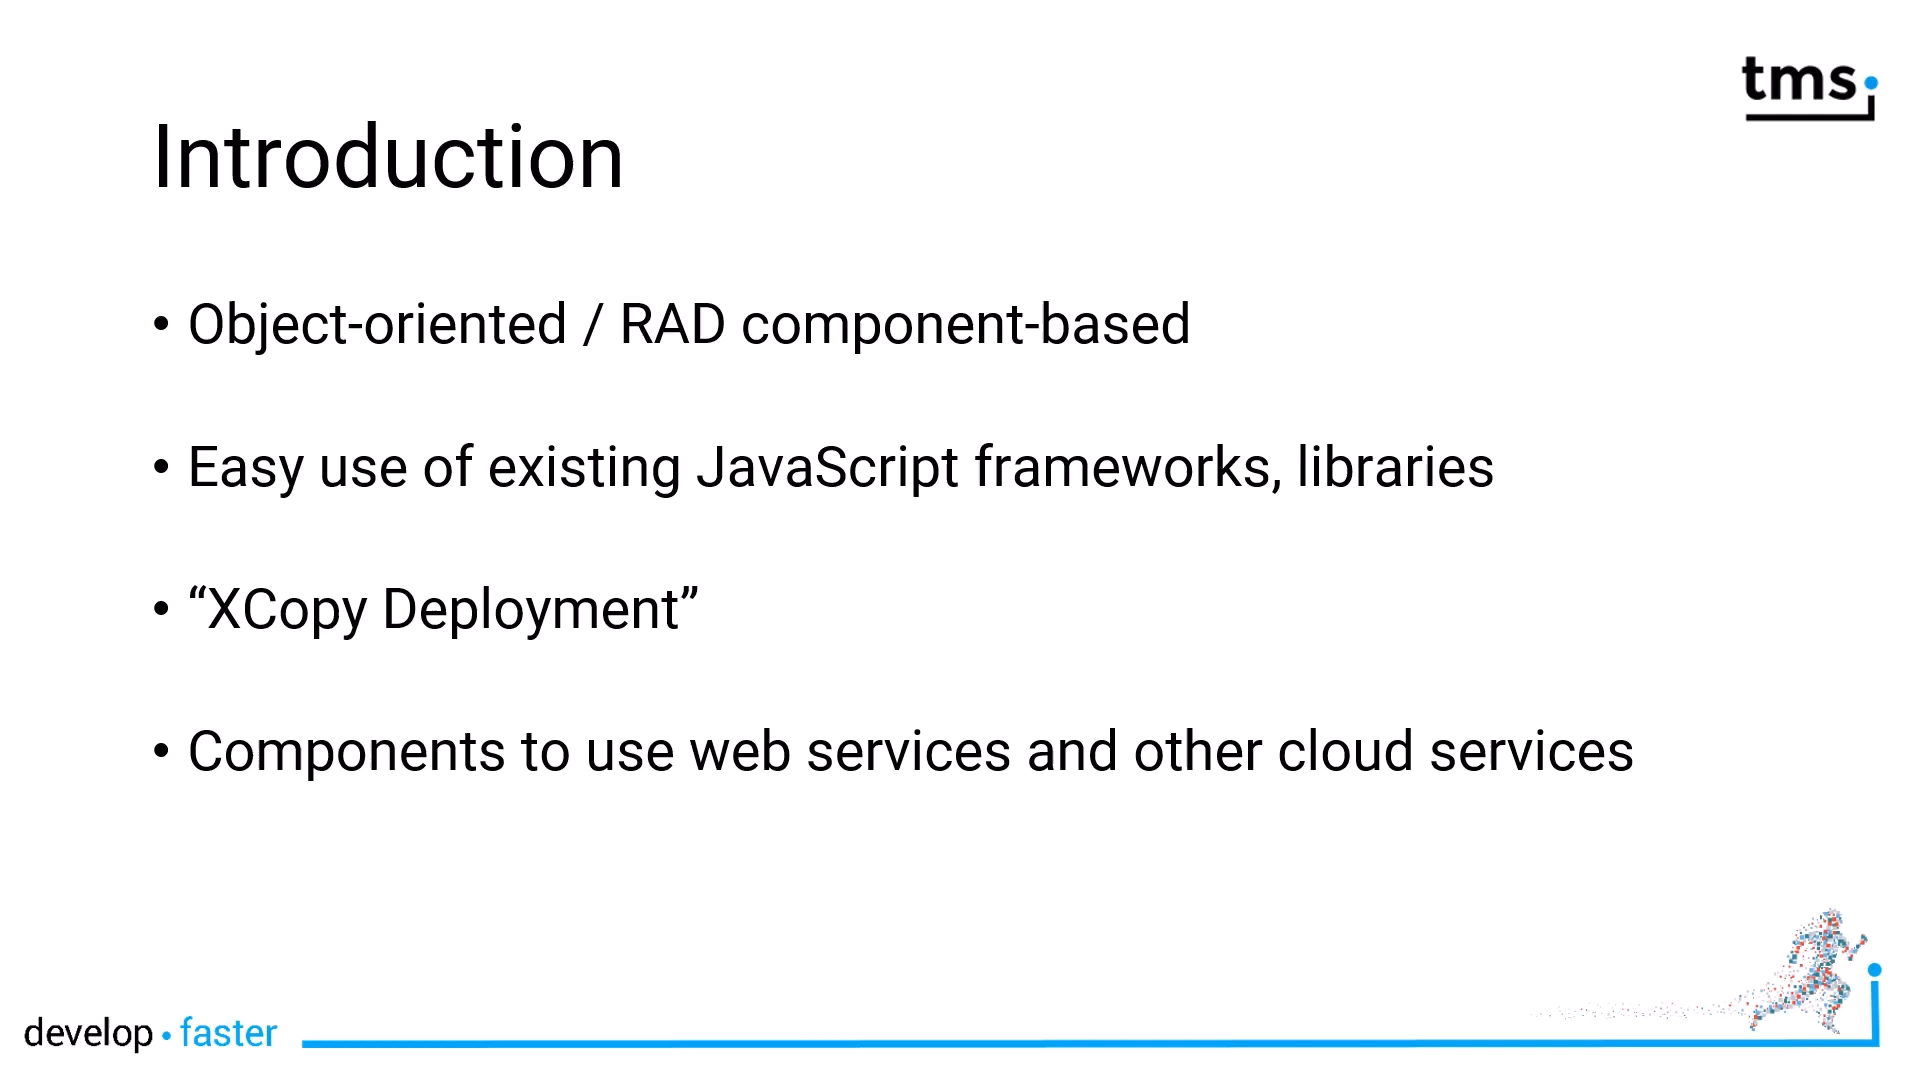 tms
Introduction
• Object-oriented / RAD component-based
• Easy use of existing JavaScript frameworks, libraries
• “XCopy Deployment”
• Components to use web services and other cloud services
develop • faster